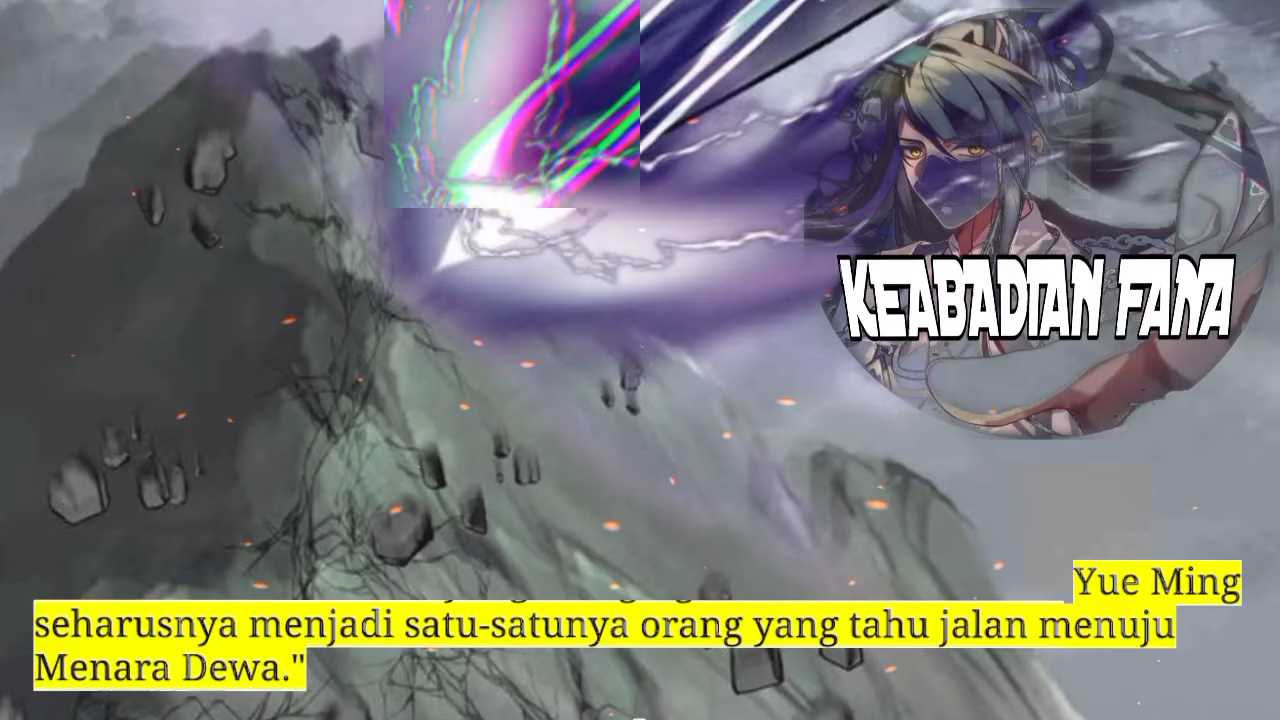 KEABADIAN FANA
Yue Ming
seharusnya menjadi satu-satunya orang yang tahu jalan menuju
Menara Dewa."